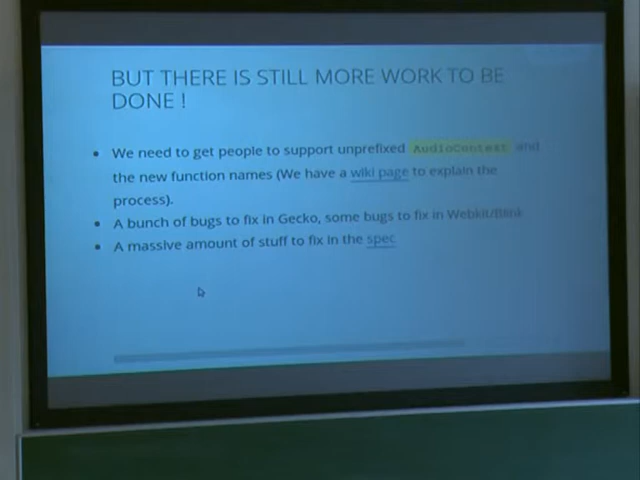 BUT THERE IS STILL MORE WORK TO BE
DONE !
• We need to get people to support unprefixed AudioContext and
the new function names (We have a wiki page to explain the
process).
• A bunch of bugs to fix in Gecko, some bugs to fix in Webkit/Blink
• A massive amount of stuff to fix in the spec